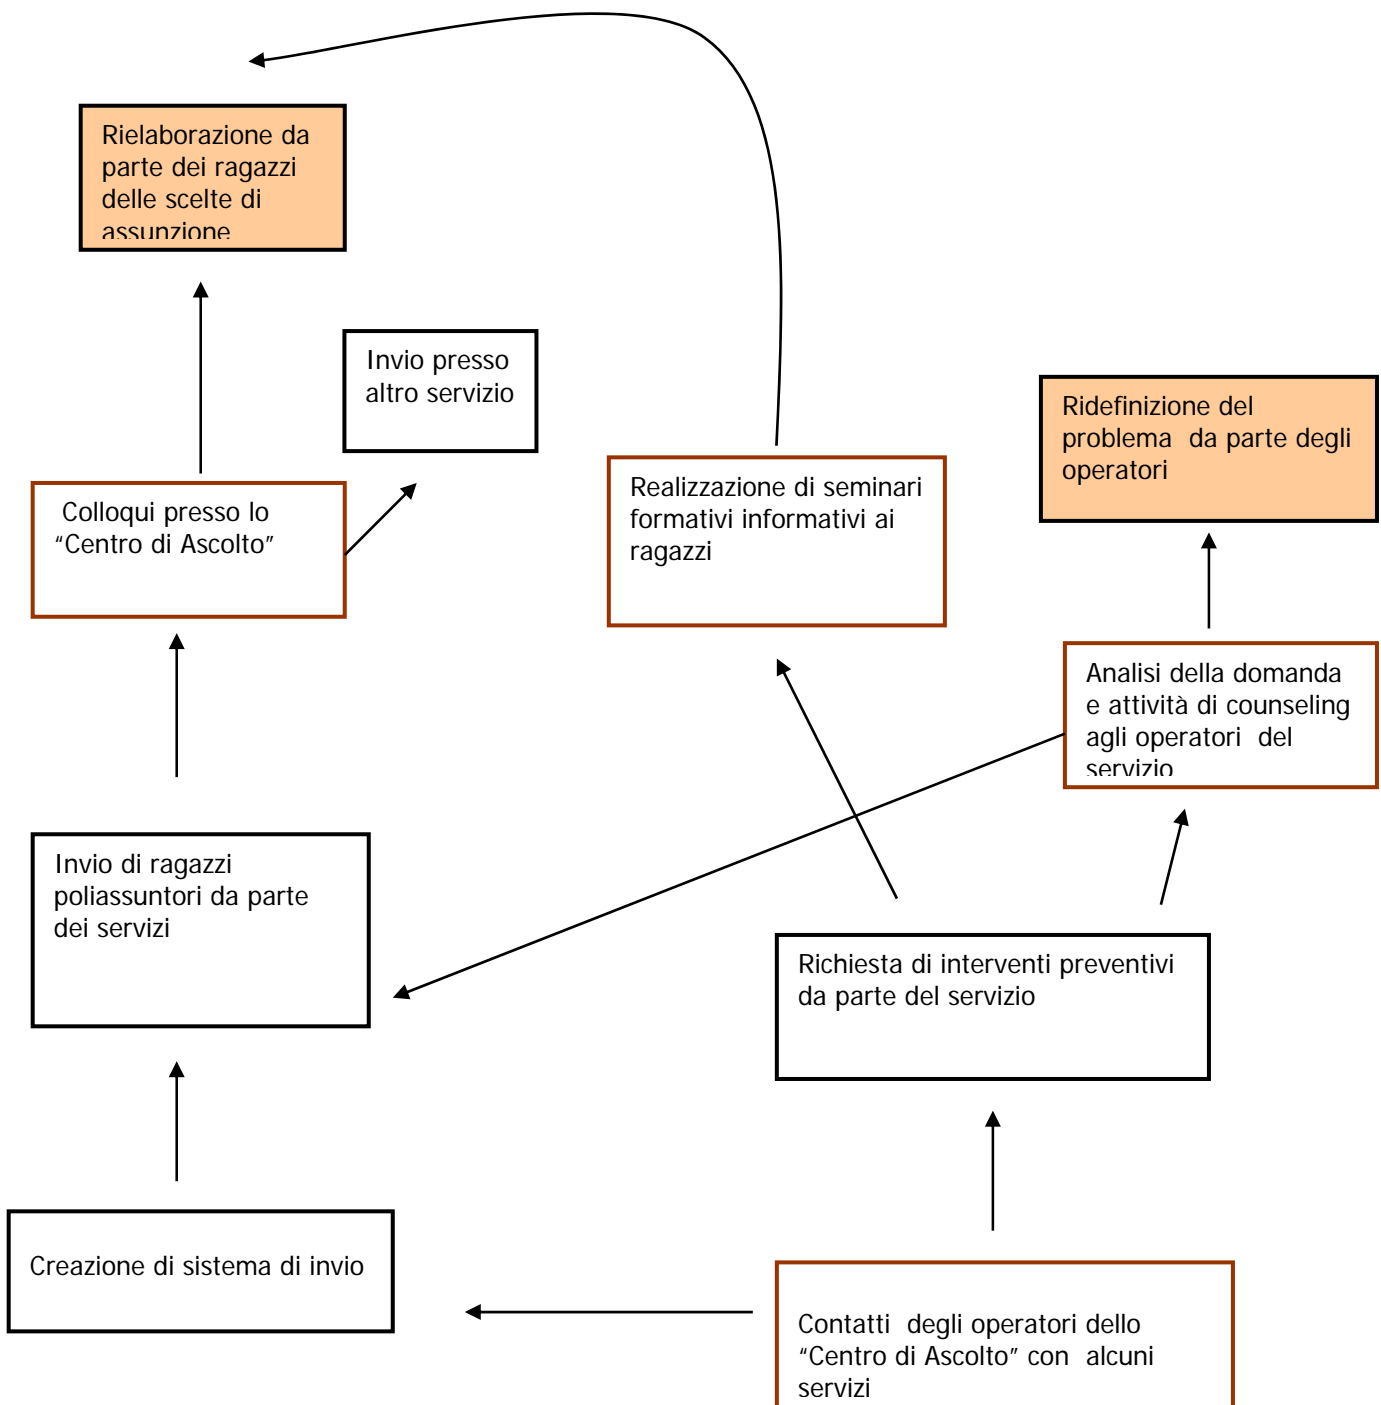 Rielaborazione da
parte dei ragazzi
delle scelte di
assunzione
Invio presso
altro servizio
Ridefinizione del
problema da parte degli
operatori
Colloqui presso lo
“Centro di Ascolto”
Realizzazione di seminari
formativi informativi ai
ragazzi
Analisi della domanda
e attività di counseling
agli operatori del
servizio
Invio di ragazzi
poliassuntori da parte
dei servizi
Richiesta di interventi preventivi
da parte del servizio
Creazione di sistema di invio
Contatti degli operatori dello
“Centro di Ascolto” con alcuni
servizi